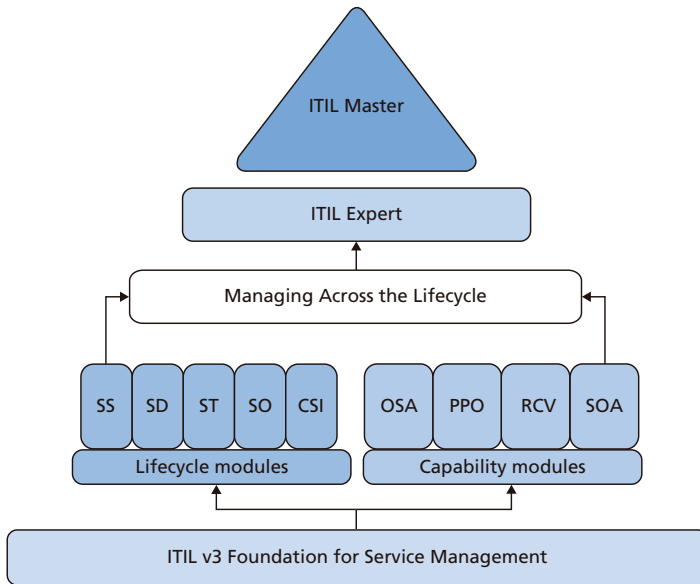 ITIL Master
ITIL Expert
Managing Across the Lifecycle
SS SD ST SO CSI OSA PPO RCV SOA
Lifecycle modules Capability modules
ITIL v3 Foundation for Service Management